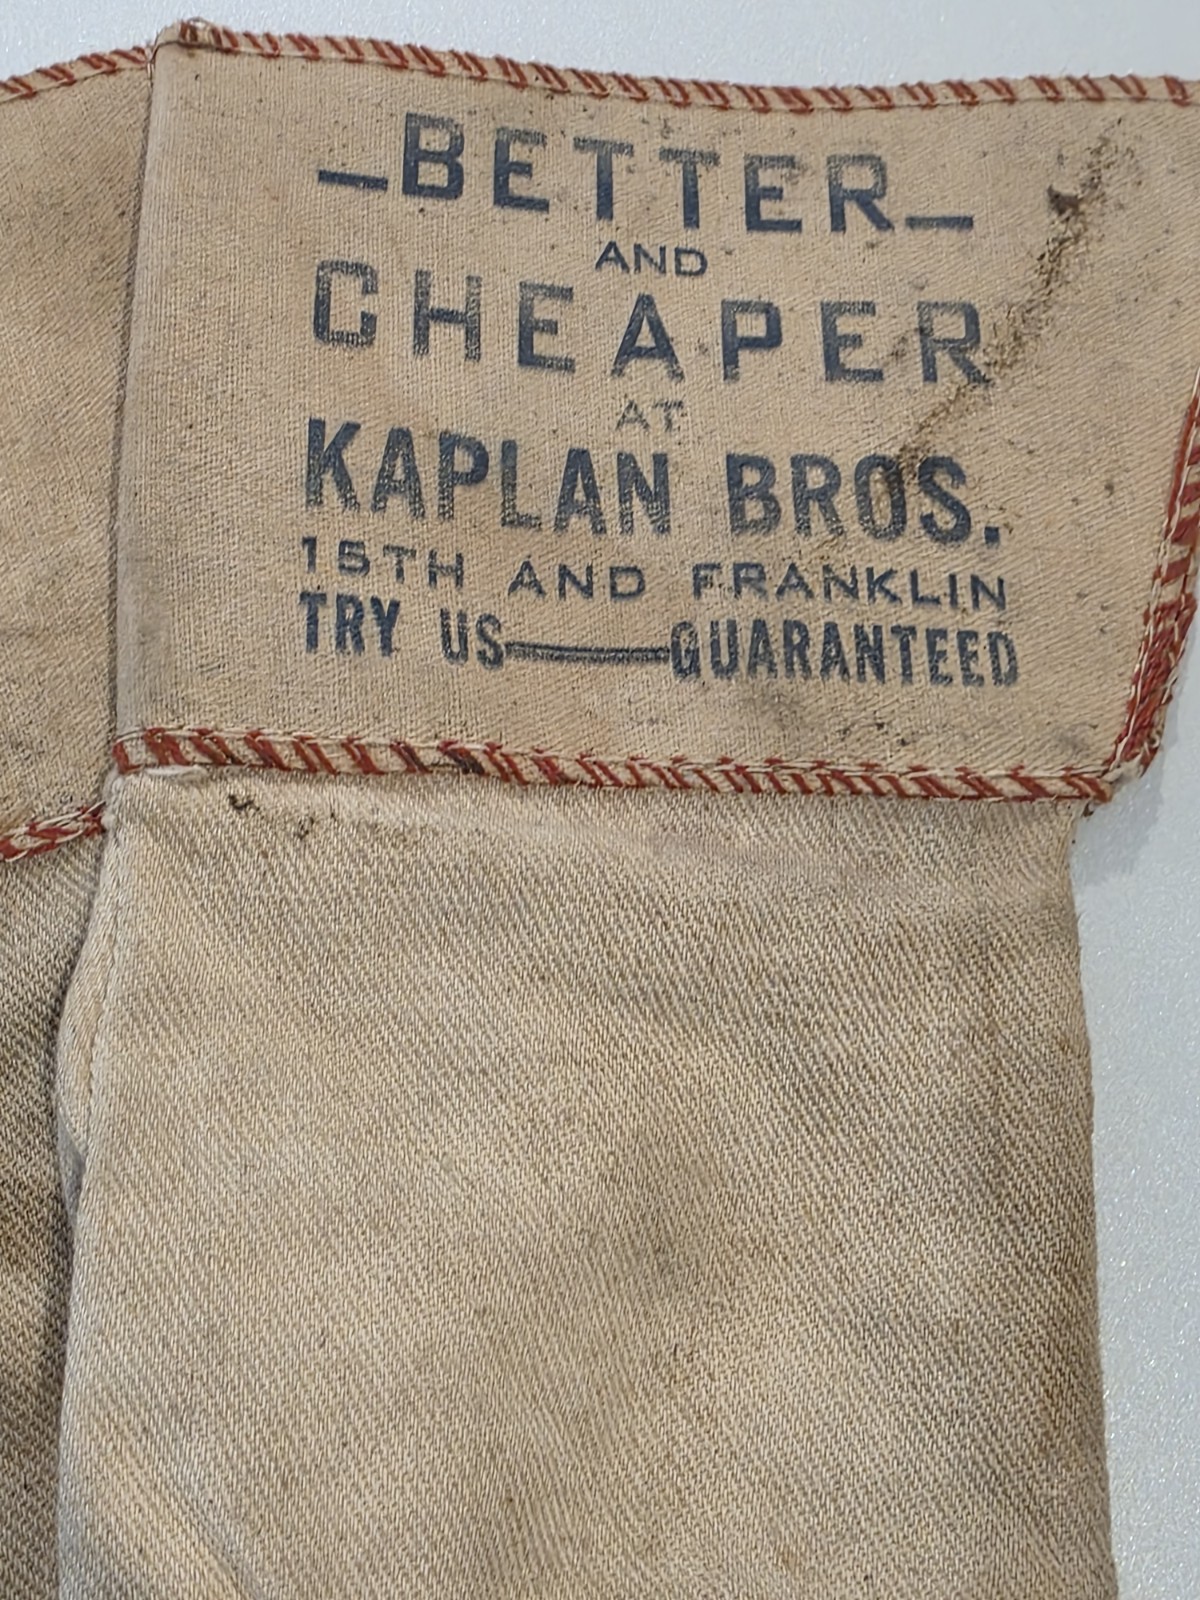 —BETTER—
AND
CHEAPER
AT
KAPLAN BROS.
15TH AND FRANKLIN
TRY US——GUARANTEED